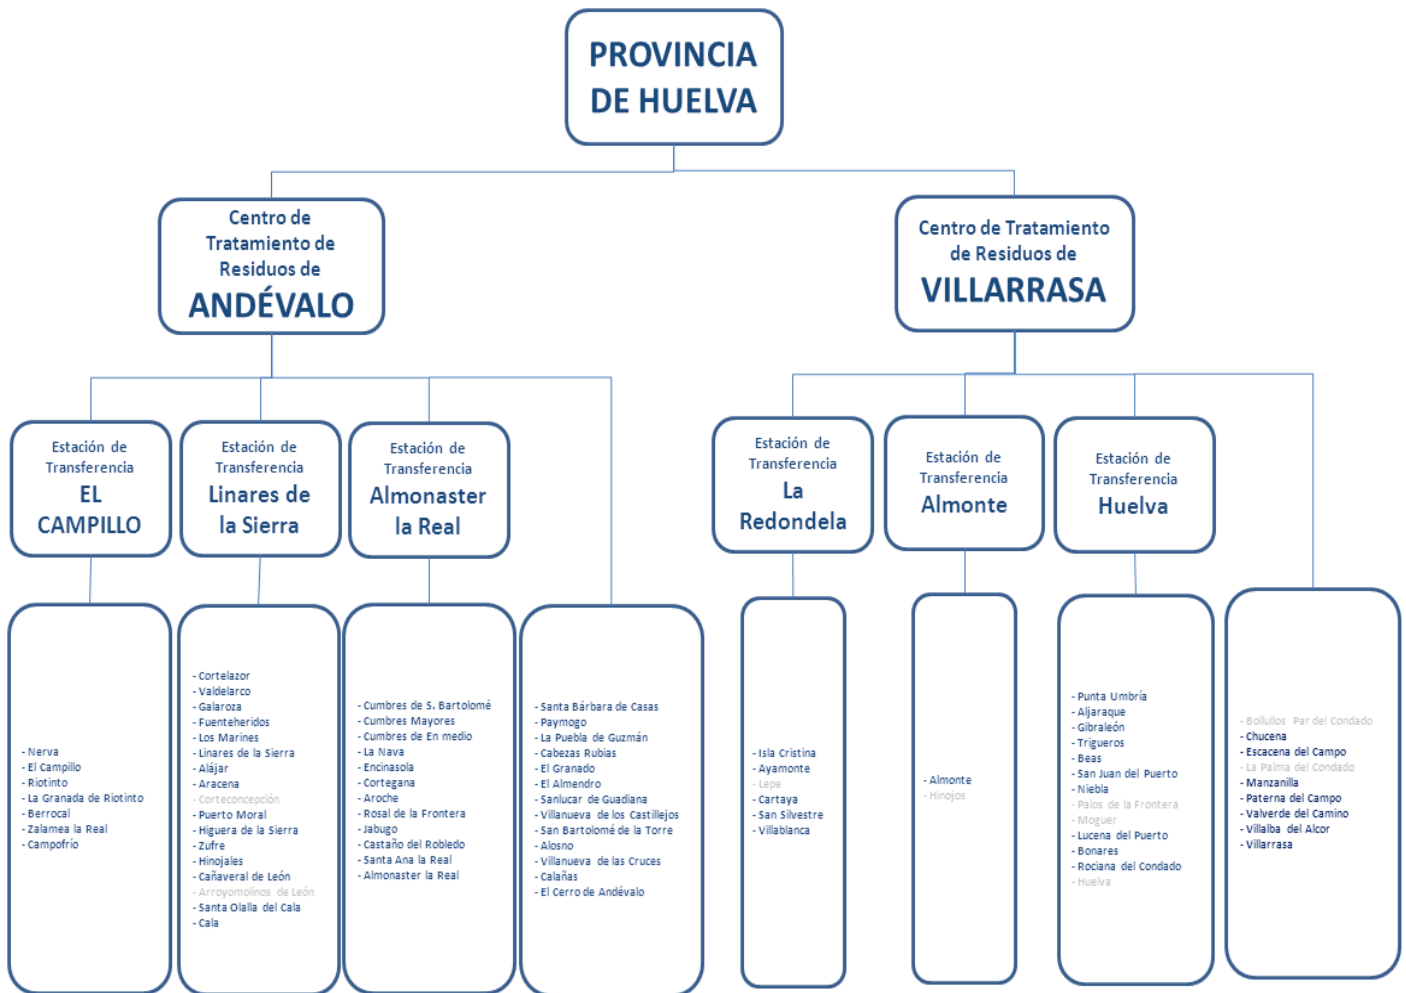 PROVINCIA
DE HUELVA
Centro de
Tratamiento de
Residuos de
ANDÉVALO
Centro de Tratamiento
de Residuos de
VILLARRASA
Estación de
Transferencia
EL
CAMPILLO
Estación de
Transferencia
Linares de
la Sierra
Estación de
Transferencia
Almonaster
la Real
Estación de
Transferencia
La
Redondela
Estación de
Transferencia
Almonte
Estación de
Transferencia
Huelva
- Nerva
- El Campillo
- Riotinto
- La Granada de Riotinto
- Berrocal
- Zalamea la Real
- Campofrío
- Cortelazor
- Valdelarco
- Galaroza
- Fuenteheridos
- Los Marines
- Linares de la Sierra
- Alájar
- Aracena
- Corteconcepción
- Puerto Moral
- Higuera de la Sierra
- Zufre
- Hinojales
- Cañaveral de León
- Arroyomolinos de León
- Santa Olalla del Cala
- Cala
- Cumbres de S. Bartolomé
- Cumbres Mayores
- Cumbres de En medio
- La Nava
- Encinasola
- Cortegana
- Aroche
- Rosal de la Frontera
- Jabugo
- Castaño del Robledo
- Santa Ana la Real
- Almonaster la Real
- Santa Bárbara de Casas
- Paymogo
- La Puebla de Guzmán
- Cabezas Rubias
- El Granado
- El Almendro
- Sanlucar de Guadiana
- Villanueva de los Castillejos
- San Bartolomé de la Torre
- Alosno
- Villanueva de las Cruces
- Calañas
- El Cerro de Andévalo
- Isla Cristina
- Ayamonte
- Lepe
- Cartaya
- San Silvestre
- Villablanca
- Almonte
- Hinojos
- Punta Umbría
- Aljaraque
- Gibraleón
- Trigueros
- Beas
- San Juan del Puerto
- Niebla
- Palos de la Frontera
- Moguer
- Lucena del Puerto
- Bonares
- Rociana del Condado
- Huelva
- Bollullos Par del Condado
- Chucena
- Escacena del Campo
- La Palma del Condado
- Manzanilla
- Paterna del Campo
- Valverde del Camino
- Villalba del Alcor
- Villarrasa